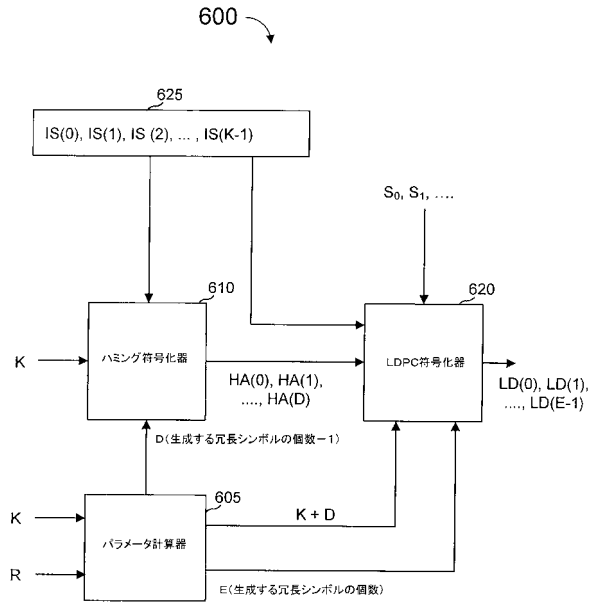 600
625
IS(0), IS(1), IS (2), ... , IS(K-1)
S₀, S₁, ....
610
620
K
ハミング符号化器
LDPC符号化器
HA(0), HA(1),
...., HA(D)
LD(0), LD(1),
...., LD(E-1)
D(生成する冗長シンボルの個数−1)
605
K
パラメータ計算器
K + D
R
E(生成する冗長シンボルの個数)